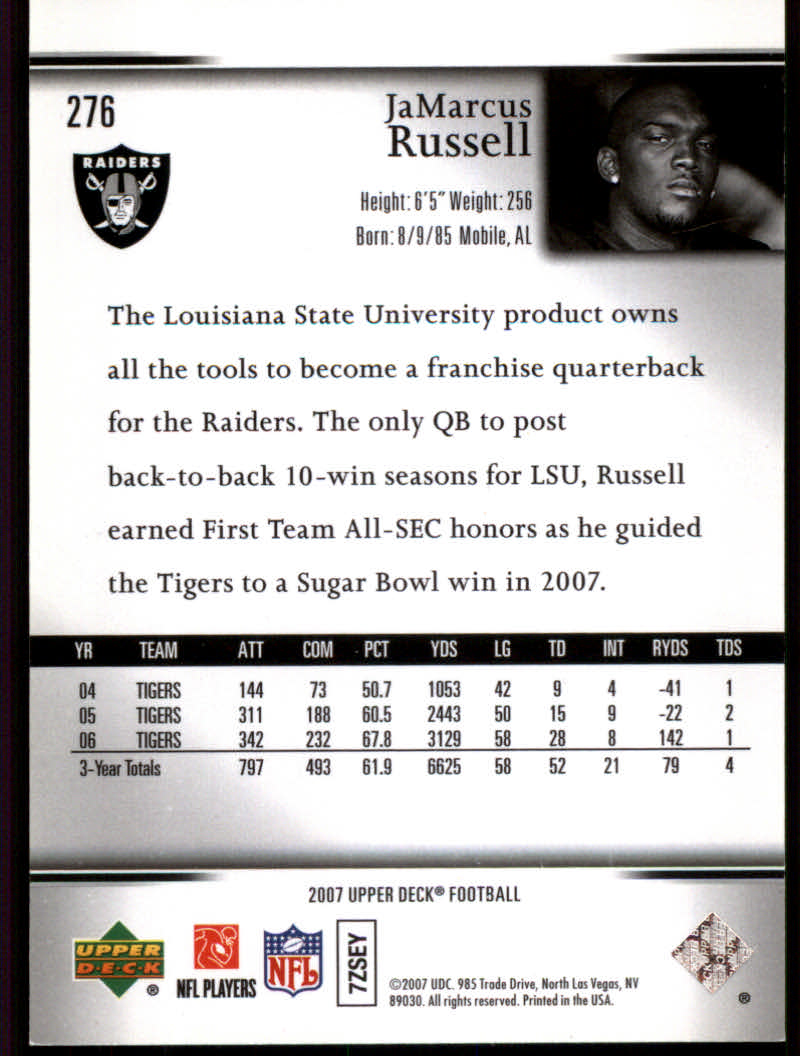 276
RAIDERS
JaMarcus
Russell
Height: 6'5" Weight: 256
Born: 8/9/85 Mobile, AL
The Louisiana State University product owns
all the tools to become a franchise quarterback
for the Raiders. The only QB to post
back-to-back 10-win seasons for LSU, Russell
earned First Team All-SEC honors as he guided
the Tigers to a Sugar Bowl win in 2007.
YR TEAM ATT COM PCT YDS LG TD INT RYDS TDS
04 TIGERS 144 73 50.7 1053 42 9 4 -41 1
05 TIGERS 311 188 60.5 2443 50 15 9 -22 2
06 TIGERS 342 232 67.8 3129 58 28 8 142 1
3-Year Totals 797 493 61.9 6625 58 52 21 79 4
2007 UPPER DECK® FOOTBALL
UPPER
D·E·C·K
®
NFL PLAYERS
NFL
7ZSEY
©2007 UDC. 985 Trade Drive, North Las Vegas, NV
89030. All rights reserved. Printed in the USA.
®